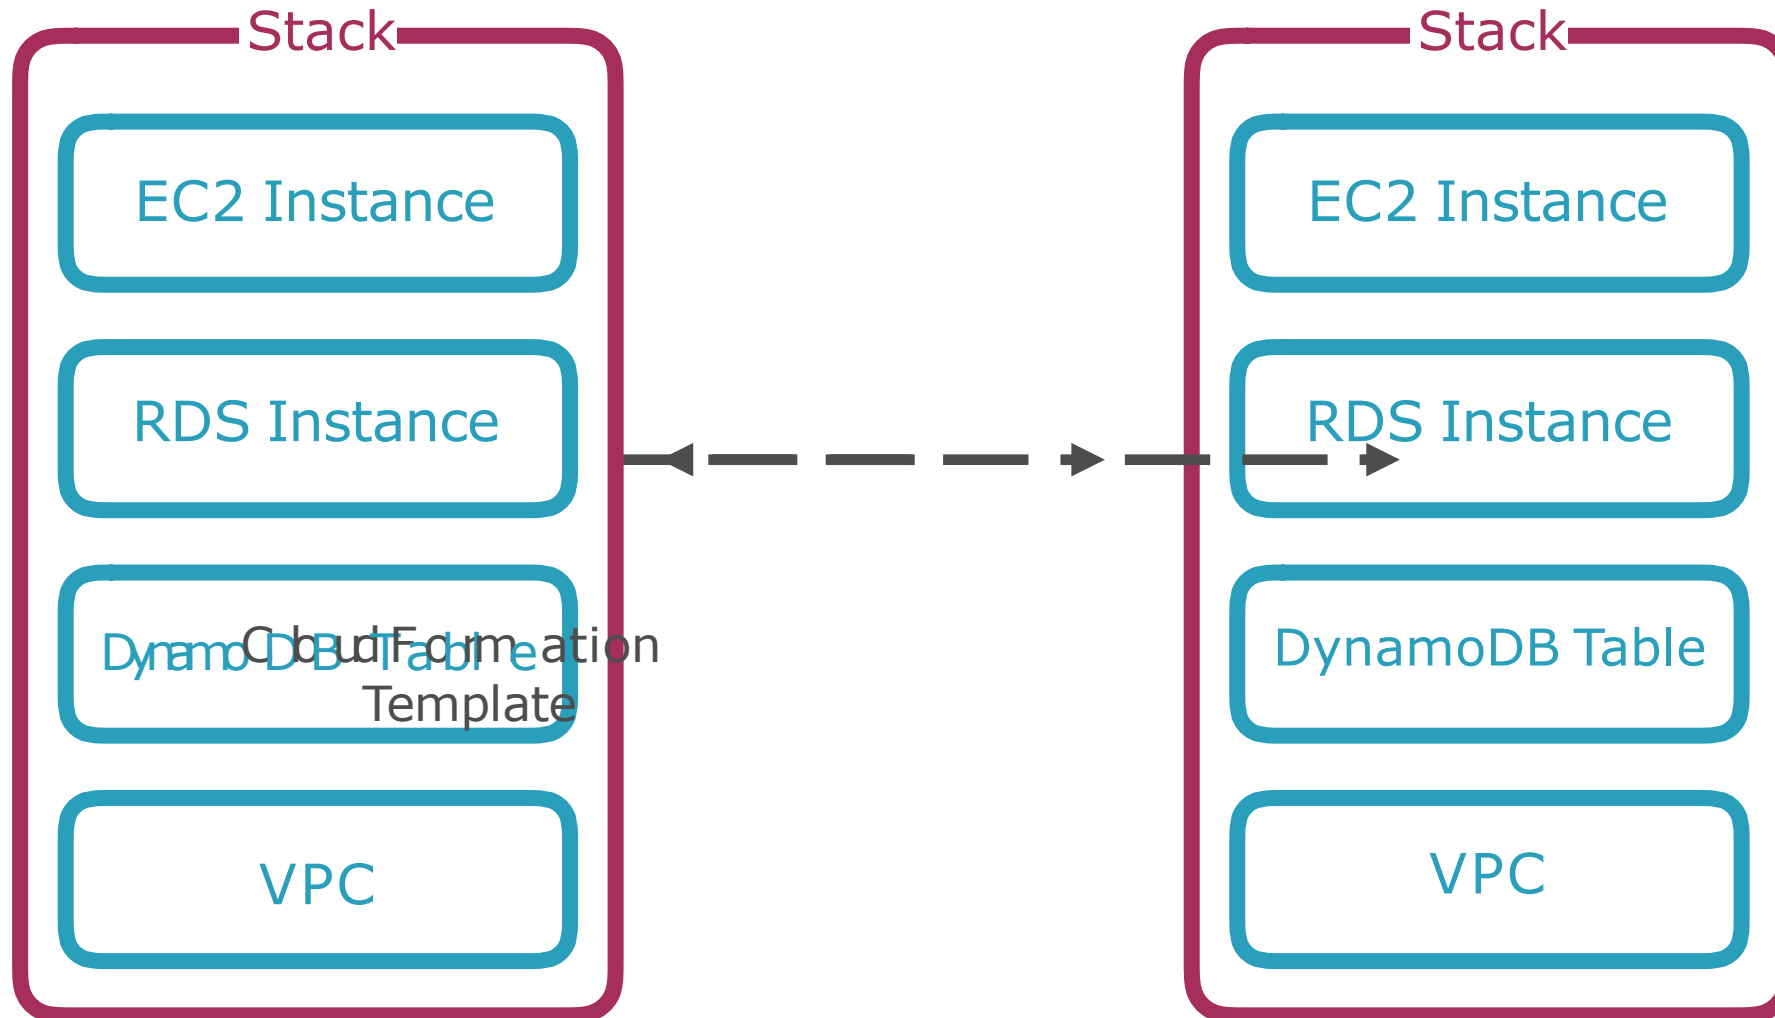 Stack
EC2 Instance
RDS Instance
DynamoDB Table
CloudFormation
Template
VPC
Stack
EC2 Instance
RDS Instance
DynamoDB Table
VPC